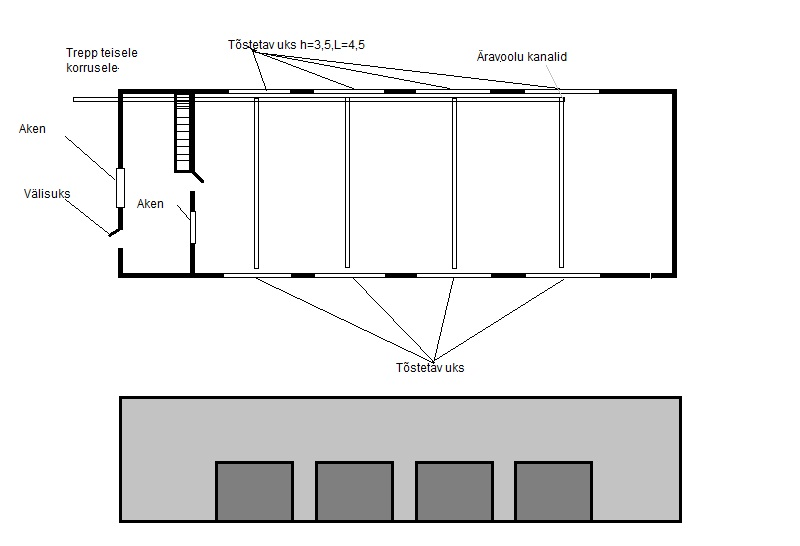 Trepp teisele
korrusele
Tõstetav uks h=3,5,L=4,5
Äravoolu kanalid
Aken
Välisuks
Aken
Tõstetav uks